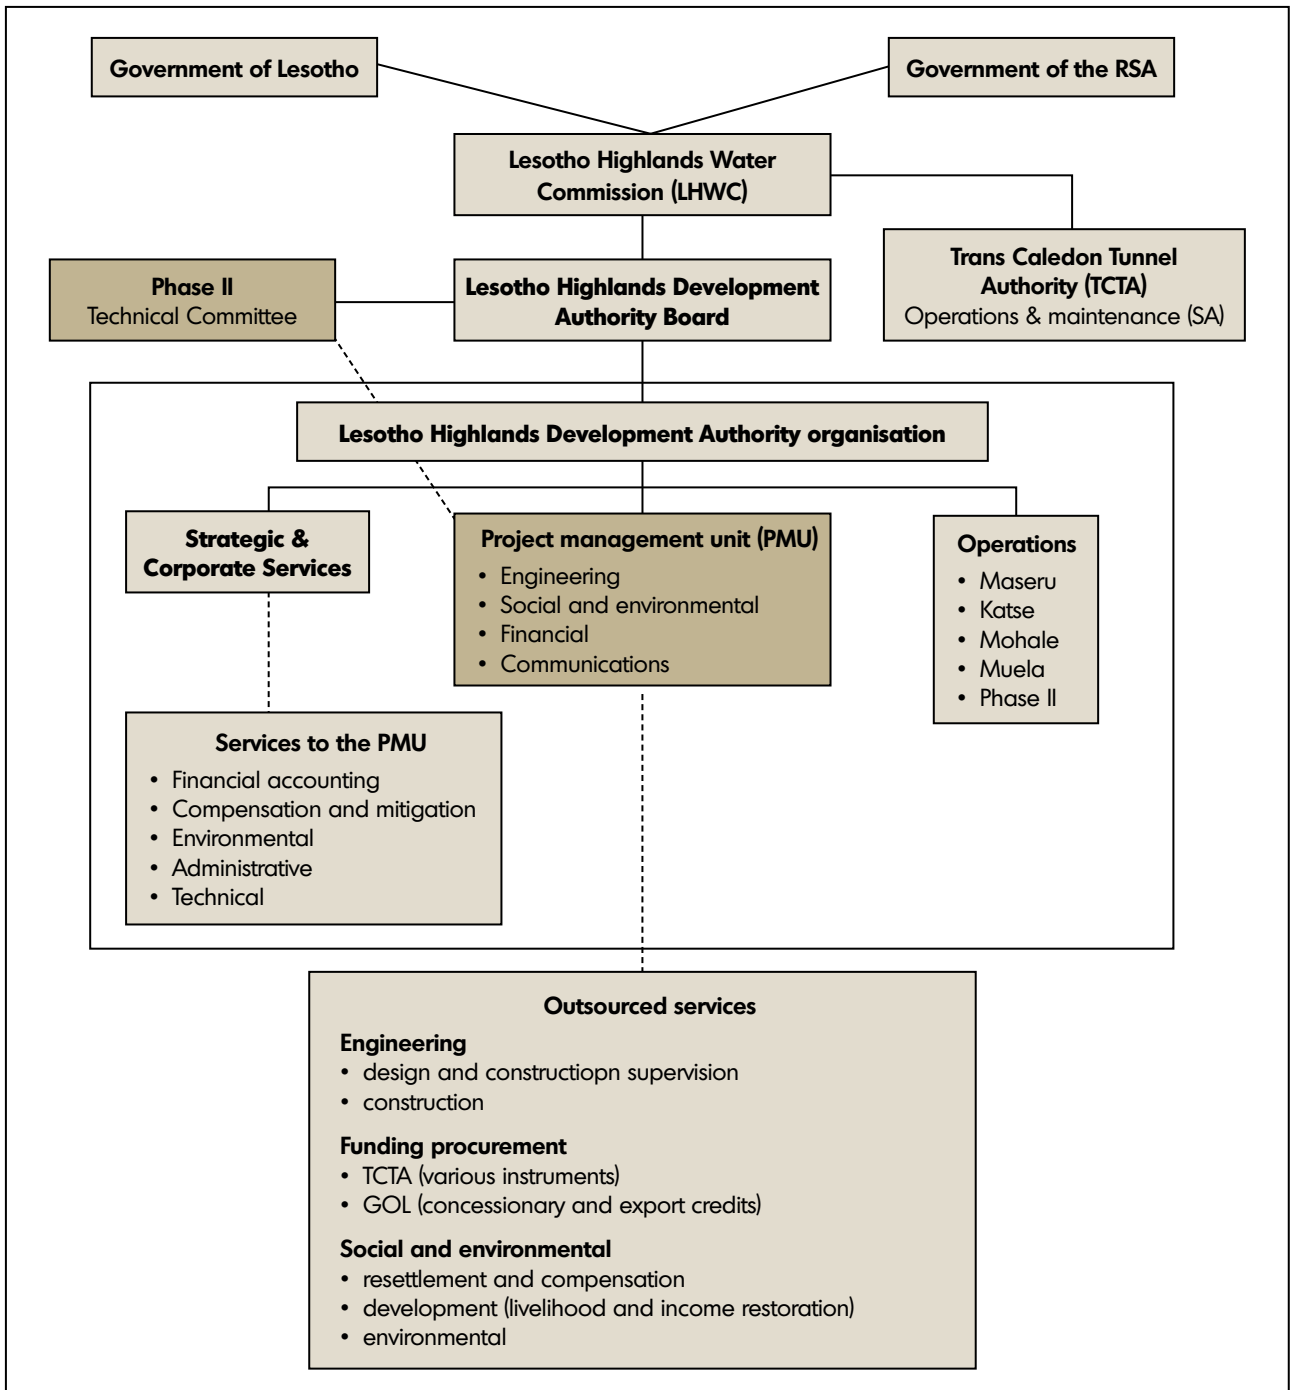 Government of Lesotho
Government of the RSA
Lesotho Highlands Water
Commission (LHWC)
Phase II
Technical Committee
Lesotho Highlands Development
Authority Board
Trans Caledon Tunnel
Authority (TCTA)
Operations & maintenance (SA)
Lesotho Highlands Development Authority organisation
Strategic &
Corporate Services
Project management unit (PMU)
• Engineering
• Social and environmental
• Financial
• Communications
Operations
• Maseru
• Katse
• Mohale
• Muela
• Phase II
Services to the PMU
• Financial accounting
• Compensation and mitigation
• Environmental
• Administrative
• Technical
Outsourced services
Engineering
• design and constructiopn supervision
• construction
Funding procurement
• TCTA (various instruments)
• GOL (concessionary and export credits)
Social and environmental
• resettlement and compensation
• development (livelihood and income restoration)
• environmental